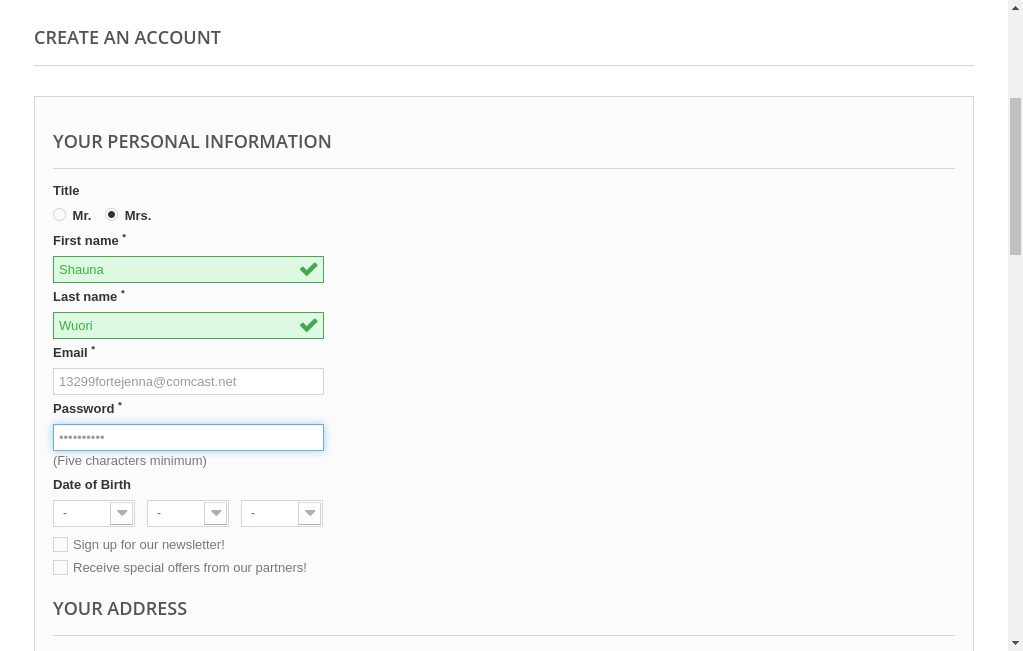 CREATE AN ACCOUNT
YOUR PERSONAL INFORMATION
Title
Mr. Mrs.
First name *
Shauna
Last name *
Wuori
Email *
13299fortejenna@comcast.net
Password *
••••••••••
(Five characters minimum)
Date of Birth
- - -
Sign up for our newsletter!
Receive special offers from our partners!
YOUR ADDRESS